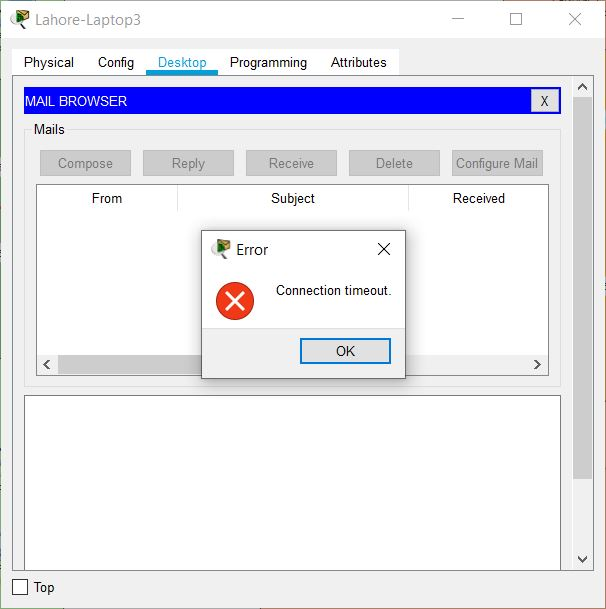 Lahore-Laptop3
Physical Config Desktop Programming Attributes
MAIL BROWSER X
Mails
Compose Reply Receive Delete Configure Mail
From Subject Received
Error
Connection timeout.
OK
Top